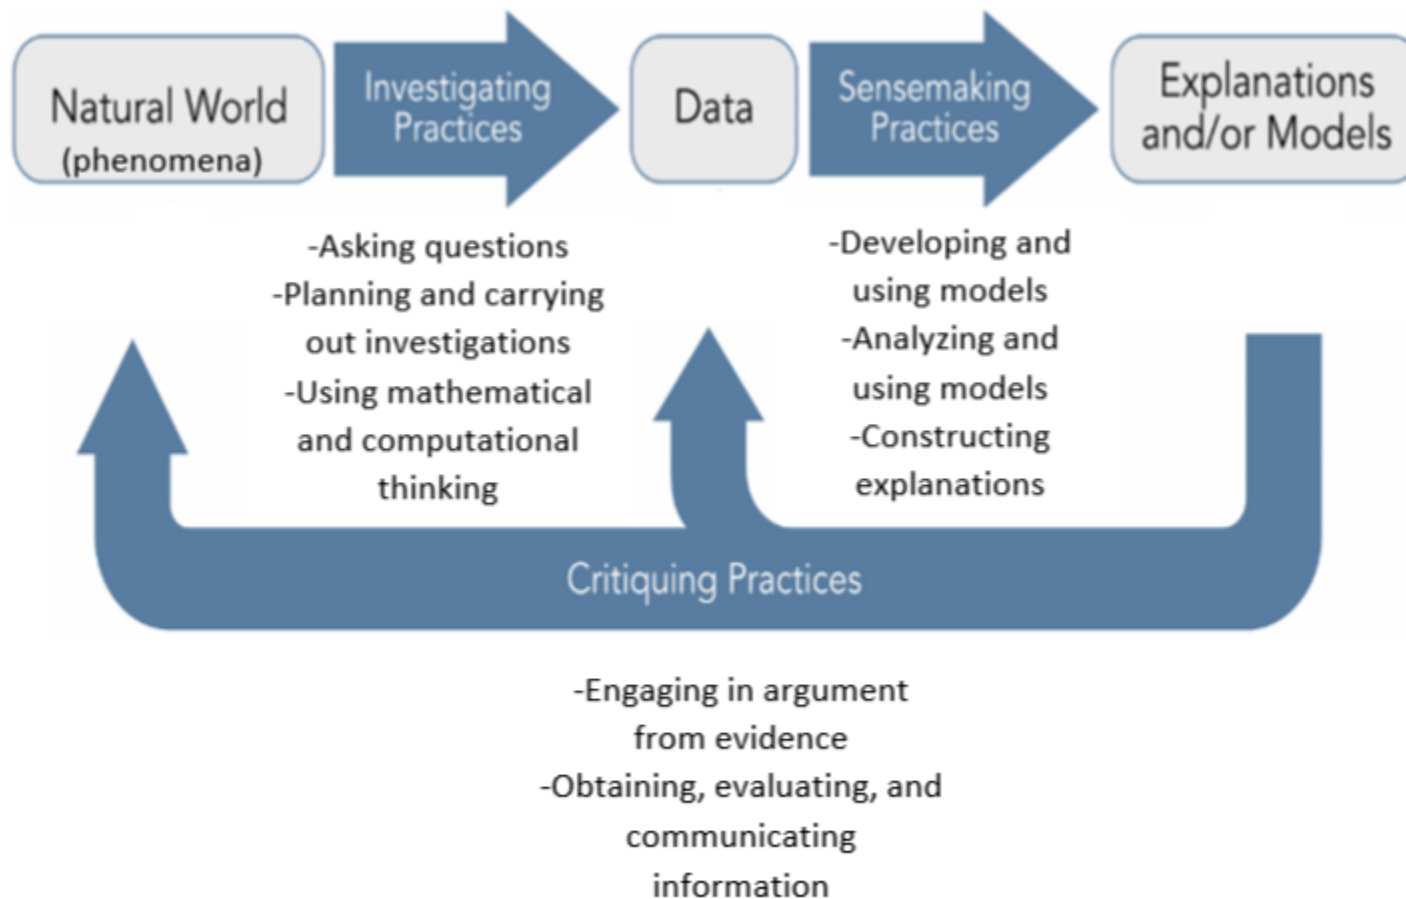 Natural World
(phenomena)
Investigating
Practices
Data
Sensemaking
Practices
Explanations
and/or Models
-Asking questions
-Planning and carrying
out investigations
-Using mathematical
and computational
thinking
-Developing and
using models
-Analyzing and
using models
-Constructing
explanations
Critiquing Practices
-Engaging in argument
from evidence
-Obtaining, evaluating, and
communicating
information